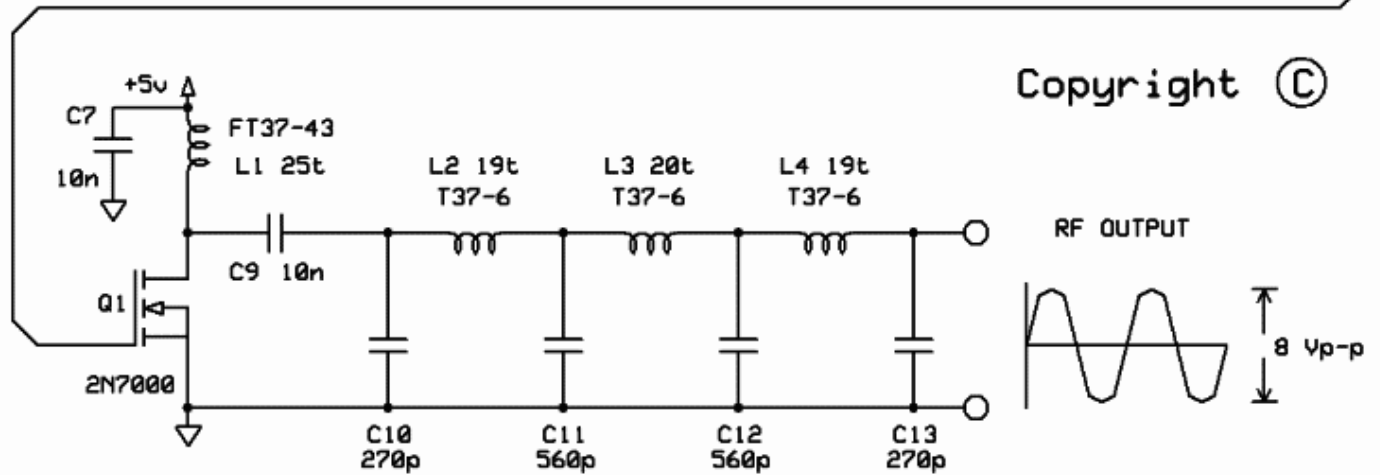 Copyright ©
+5v
C7
10n
FT37-43
L1 25t
L2 19t
T37-6
L3 20t
T37-6
L4 19t
T37-6
C9 10n
RF OUTPUT
Q1
2N7000
8 Vp-p
C10
270p
C11
560p
C12
560p
C13
270p